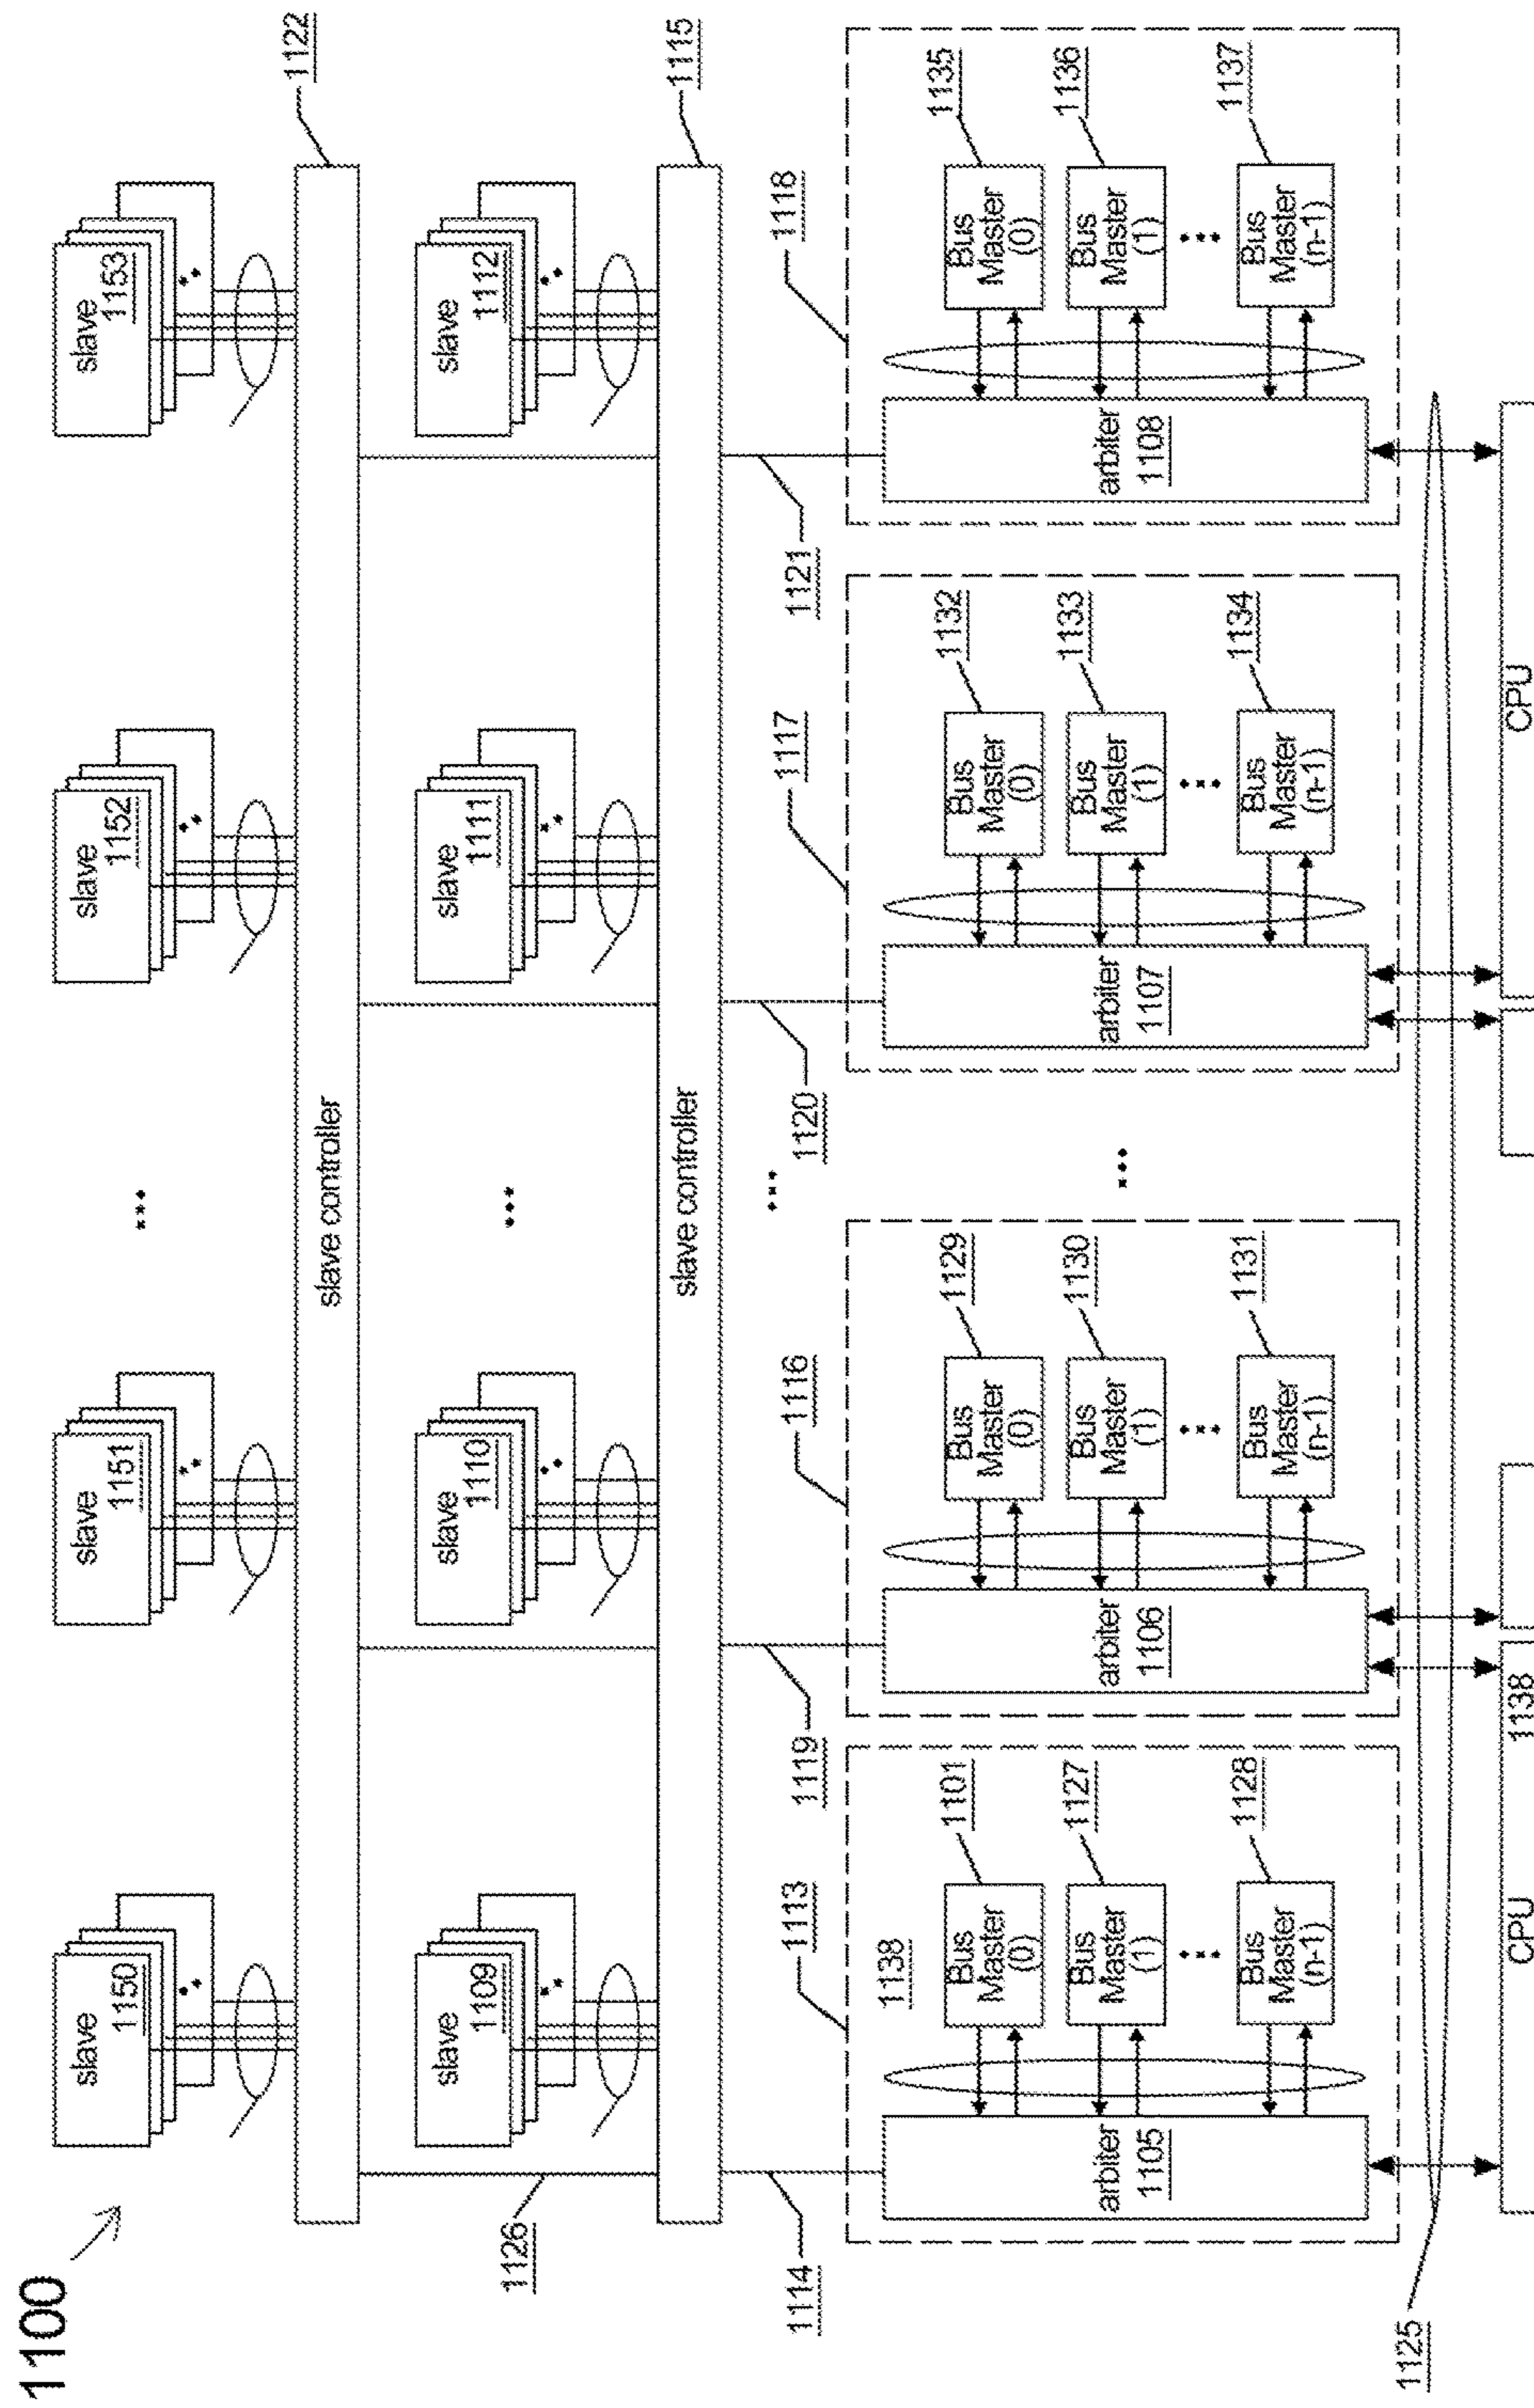 1100
slave
1150
slave
1151
slave
1152
slave
1153
slave controller
1122
slave
1109
slave
1110
slave
1111
slave
1112
1126
slave controller
1115
1114
1113
1119
1116
1120
1117
1121
1118
arbiter
1105
1138
Bus
Master
(0)
1101
Bus
Master
(1)
1127
Bus
Master
(n-1)
1128
arbiter
1106
Bus
Master
(0)
1129
Bus
Master
(1)
1130
Bus
Master
(n-1)
1131
arbiter
1107
Bus
Master
(0)
1132
Bus
Master
(1)
1133
Bus
Master
(n-1)
1134
arbiter
1108
Bus
Master
(0)
1135
Bus
Master
(1)
1136
Bus
Master
(n-1)
1137
1125
CPU 1138
CPU